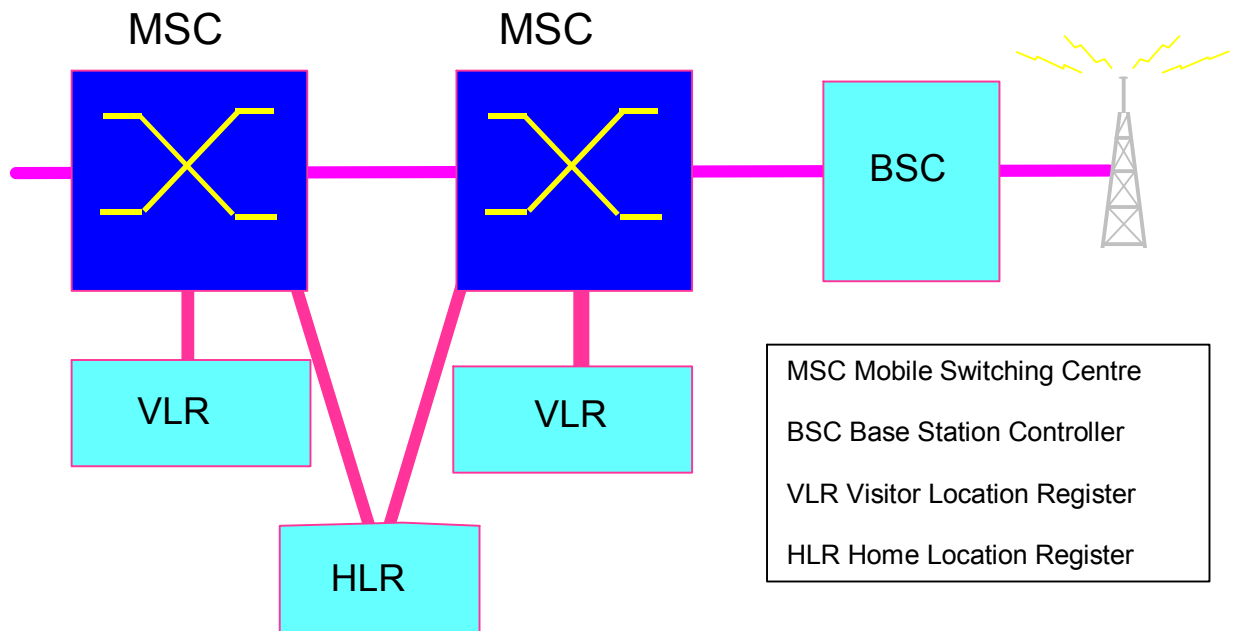 MSC
MSC
BSC
VLR
VLR
HLR
MSC Mobile Switching Centre
BSC Base Station Controller
VLR Visitor Location Register
HLR Home Location Register